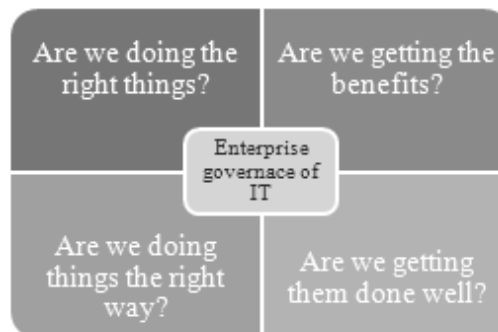 Are we doing the
right things?
Are we getting the
benefits?
Enterprise
governace of
IT
Are we doing
things the right
way?
Are we getting
them done well?